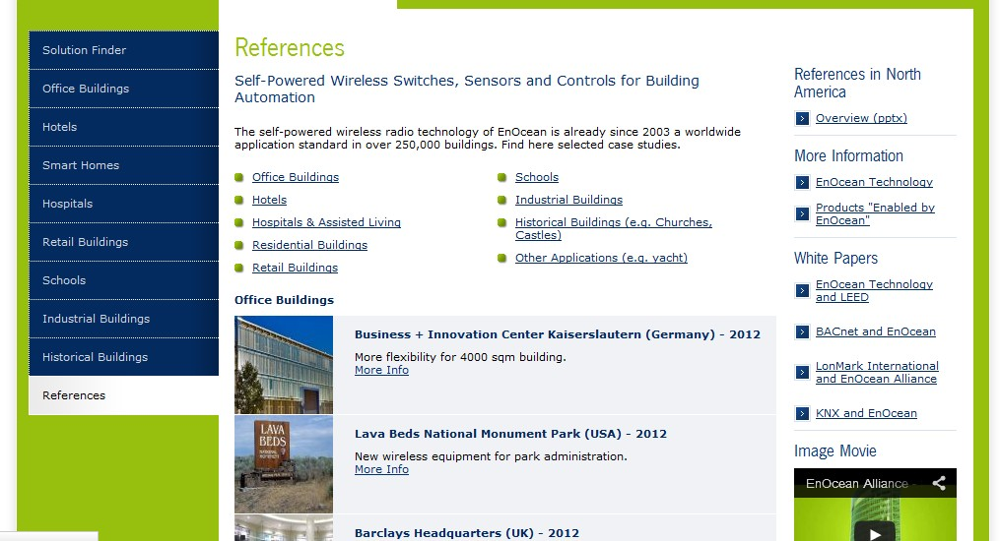 Solution Finder
Office Buildings
Hotels
Smart Homes
Hospitals
Retail Buildings
Schools
Industrial Buildings
Historical Buildings
References
References
Self-Powered Wireless Switches, Sensors and Controls for Building
Automation
The self-powered wireless radio technology of EnOcean is already since 2003 a worldwide
application standard in over 250,000 buildings. Find here selected case studies.
Office Buildings
Hotels
Hospitals & Assisted Living
Residential Buildings
Retail Buildings
Schools
Industrial Buildings
Historical Buildings (e.g. Churches,
Castles)
Other Applications (e.g. yacht)
Office Buildings
Business + Innovation Center Kaiserslautern (Germany) - 2012
More flexibility for 4000 sqm building.
More Info
LAVA
BEDS
NATIONAL
MONUMENT
Lava Beds National Monument Park (USA) - 2012
New wireless equipment for park administration.
More Info
Barclays Headquarters (UK) - 2012
References in North
America
Overview (pptx)
More Information
EnOcean Technology
Products "Enabled by
EnOcean"
White Papers
EnOcean Technology
and LEED
BACnet and EnOcean
LonMark International
and EnOcean Alliance
KNX and EnOcean
Image Movie
EnOcean Alliance -